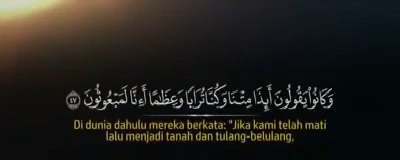 وَكَانُوا۟ يَقُولُونَ أَئِذَا مِتْنَا وَكُنَّا تُرَابًا وَعِظَٰمًا أَءِنَّا لَمَبْعُوثُونَ ٤٧
Di dunia dahulu mereka berkata: "Jika kami telah mati
lalu menjadi tanah dan tulang-belulang,